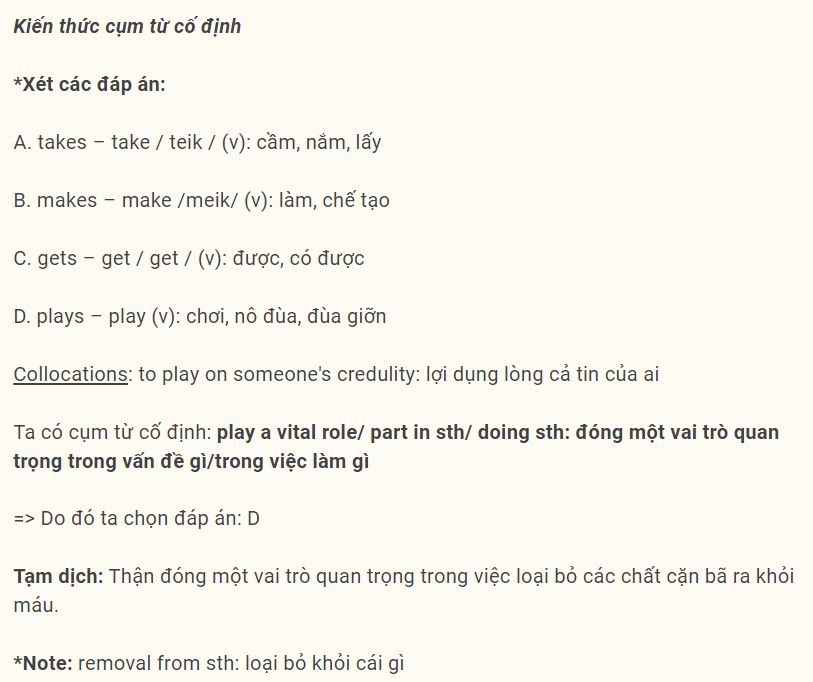 Kiến thức cụm từ cố định
*Xét các đáp án:
A. takes – take / teik / (v): cầm, nắm, lấy
B. makes – make /meik/ (v): làm, chế tạo
C. gets – get / get / (v): được, có được
D. plays – play (v): chơi, nô đùa, đùa giỡn
Collocations: to play on someone's credulity: lợi dụng lòng cả tin của ai
Ta có cụm từ cố định: play a vital role/ part in sth/ doing sth: đóng một vai trò quan
trọng trong vấn đề gì/trong việc làm gì
=> Do đó ta chọn đáp án: D
Tạm dịch: Thận đóng một vai trò quan trọng trong việc loại bỏ các chất cặn bã ra khỏi
máu.
*Note: removal from sth: loại bỏ khỏi cái gì